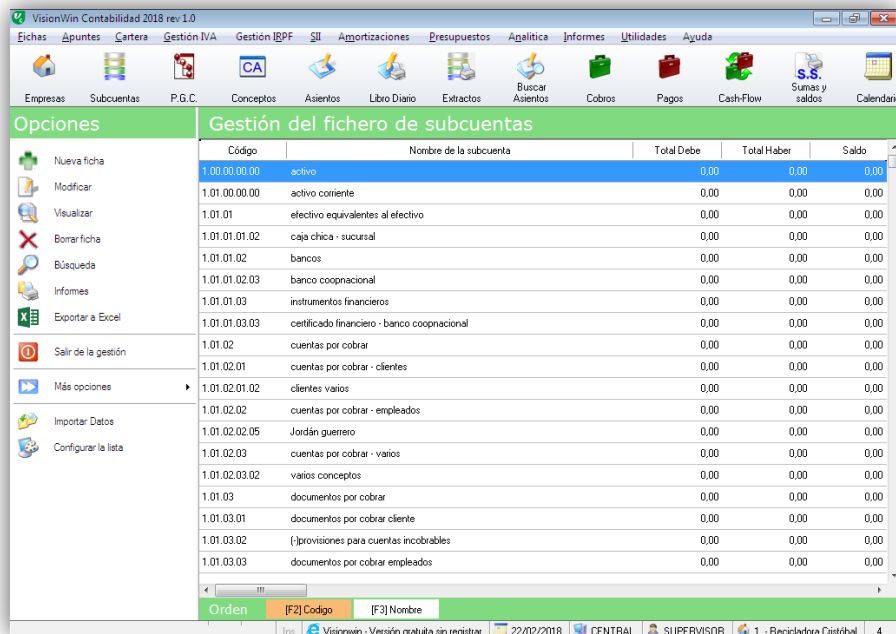 VisionWin Contabilidad 2018 rev 1.0
Fichas Apuntes Cartera Gestión IVA Gestión IRPF SII Amortizaciones Presupuestos Analítica Informes Utilidades Ayuda
CA
S.S.
Empresas Subcuentas P.G.C. Conceptos Asientos Libro Diario Extractos Buscar Asientos Cobros Pagos Cash-Flow Sumas y saldos Calendari
Opciones
Nueva ficha
Modificar
Visualizar
Borrar ficha
Búsqueda
Informes
Exportar a Excel
Salir de la gestión
Más opciones
Importar Datos
Configurar la lista
Gestión del fichero de subcuentas
Código Nombre de la subcuenta Total Debe Total Haber Saldo
1.00.00.00.00 activo 0,00 0,00 0,00
1.01.00.00.00 activo corriente 0,00 0,00 0,00
1.01.01 efectivo equivalentes al efectivo 0,00 0,00 0,00
1.01.01.01.02 caja chica - sucursal 0,00 0,00 0,00
1.01.01.02 bancos 0,00 0,00 0,00
1.01.01.02.03 banco coopnacional 0,00 0,00 0,00
1.01.01.03 instrumentos financieros 0,00 0,00 0,00
1.01.01.03.03 certificado financiero - banco coopnacional 0,00 0,00 0,00
1.01.02 cuentas por cobrar 0,00 0,00 0,00
1.01.02.01 cuentas por cobrar - clientes 0,00 0,00 0,00
1.01.02.01.02 clientes varios 0,00 0,00 0,00
1.01.02.02 cuentas por cobrar - empleados 0,00 0,00 0,00
1.01.02.02.05 Jordán guerrero 0,00 0,00 0,00
1.01.02.03 cuentas por cobrar - varios 0,00 0,00 0,00
1.01.02.03.02 varios conceptos 0,00 0,00 0,00
1.01.03 documentos por cobrar 0,00 0,00 0,00
1.01.03.01 documentos por cobrar cliente 0,00 0,00 0,00
1.01.03.02 (-)provisiones para cuentas incobrables 0,00 0,00 0,00
1.01.03.03 documentos por cobrar empleados 0,00 0,00 0,00
Orden [F2] Codigo [F3] Nombre
Ins Visionwin - Versión gratuita sin registrar 22/02/2018 CENTRAL SUPERVISOR 1 - Recicladora Cristóbal 4